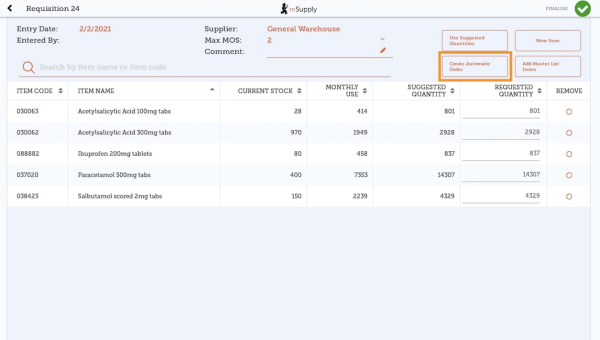 Requisition 24
mSupply
FINALISE
Entry Date: 2/2/2021
Supplier: General Warehouse
Entered By:
Max MOS: 2
Comment:
Use Suggested
Quantities
New Item
Create Automatic
Order
Add Master List
Items
Search by item name or item code
ITEM CODE ITEM NAME CURRENT STOCK MONTHLY USE SUGGESTED QUANTITY REQUESTED QUANTITY REMOVE
030063 Acetylsalicylic Acid 100mg tabs 28 414 801 801
030062 Acetylsalicylic Acid 300mg tabs 970 1949 2928 2928
088882 Ibuprofen 200mg tablets 80 458 837 837
037020 Paracetamol 500mg tabs 400 7353 14307 14307
038423 Salbutamol scored 2mg tabs 150 2239 4329 4329